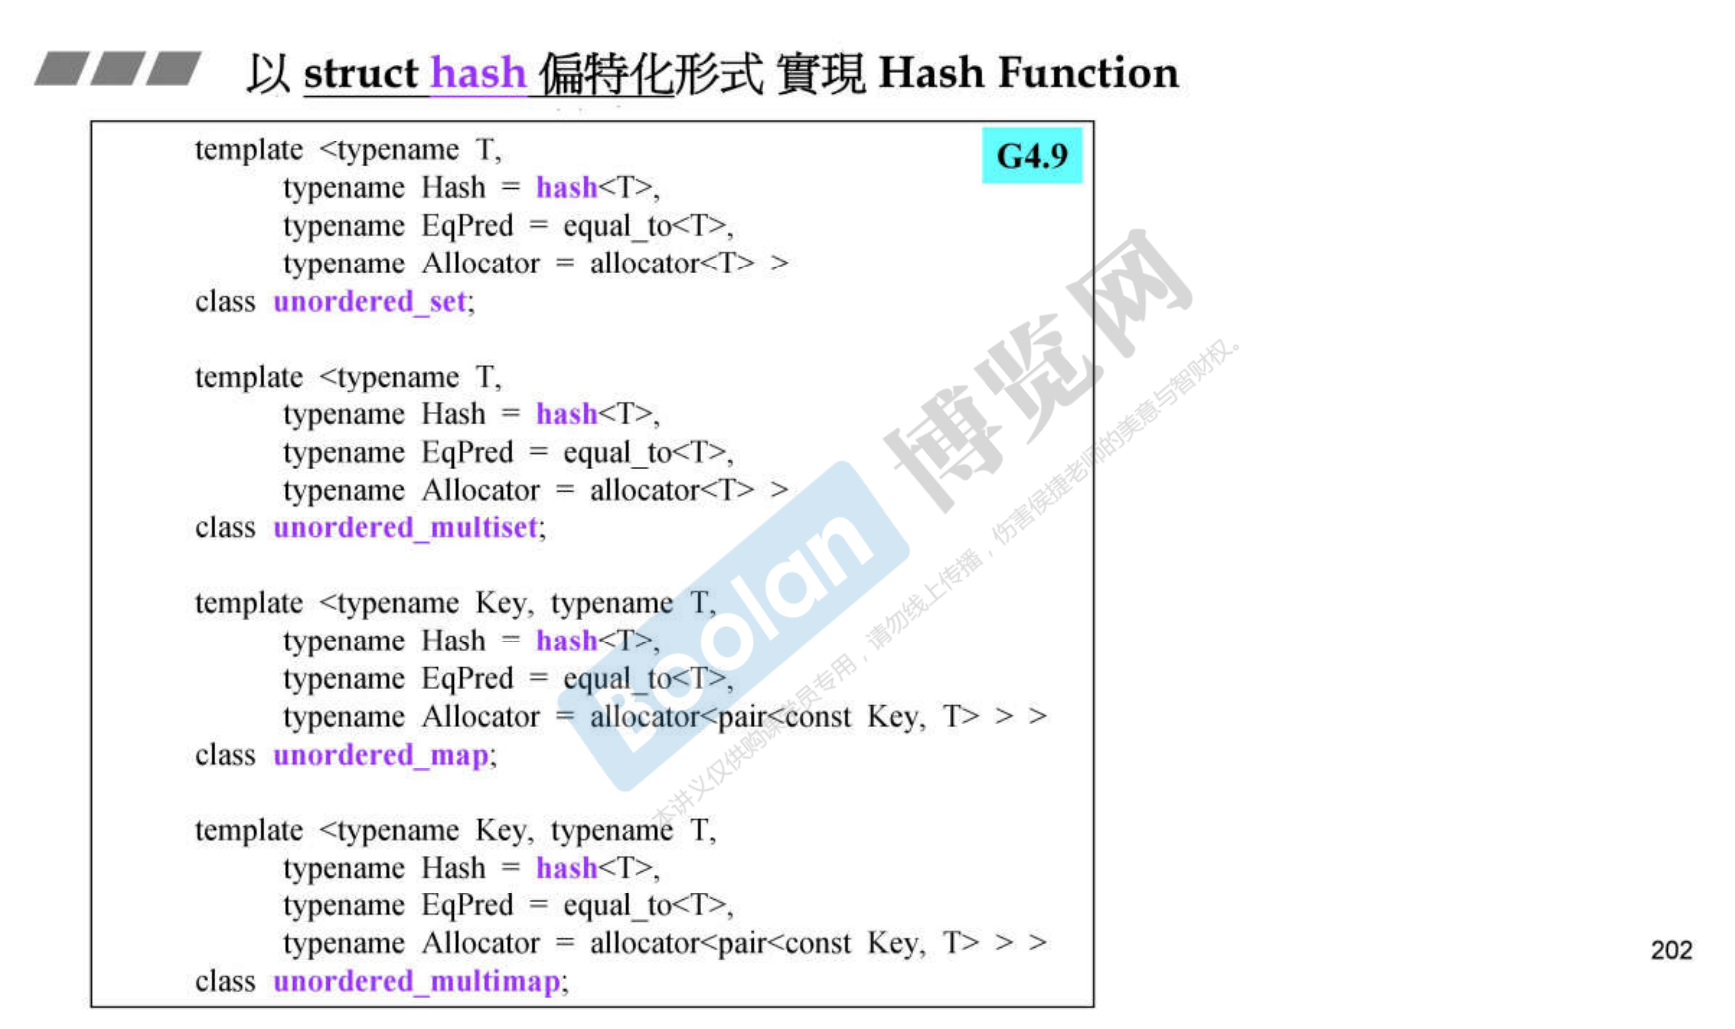 以 struct hash 偏特化形式 實現 Hash Function
G4.9
template <typename T,
typename Hash = hash<T>,
typename EqPred = equal_to<T>,
typename Allocator = allocator<T> >
class unordered_set;
template <typename T,
typename Hash = hash<T>,
typename EqPred = equal_to<T>,
typename Allocator = allocator<T> >
class unordered_multiset;
template <typename Key, typename T,
typename Hash = hash<T>,
typename EqPred = equal_to<T>,
typename Allocator = allocator<pair<const Key, T> > >
class unordered_map;
template <typename Key, typename T,
typename Hash = hash<T>,
typename EqPred = equal_to<T>,
typename Allocator = allocator<pair<const Key, T> > >
class unordered_multimap;
Boolan 博览网
本讲义仅供购课学员专用，请勿线上传播，伤害侯捷老师的美意与智财权。
202